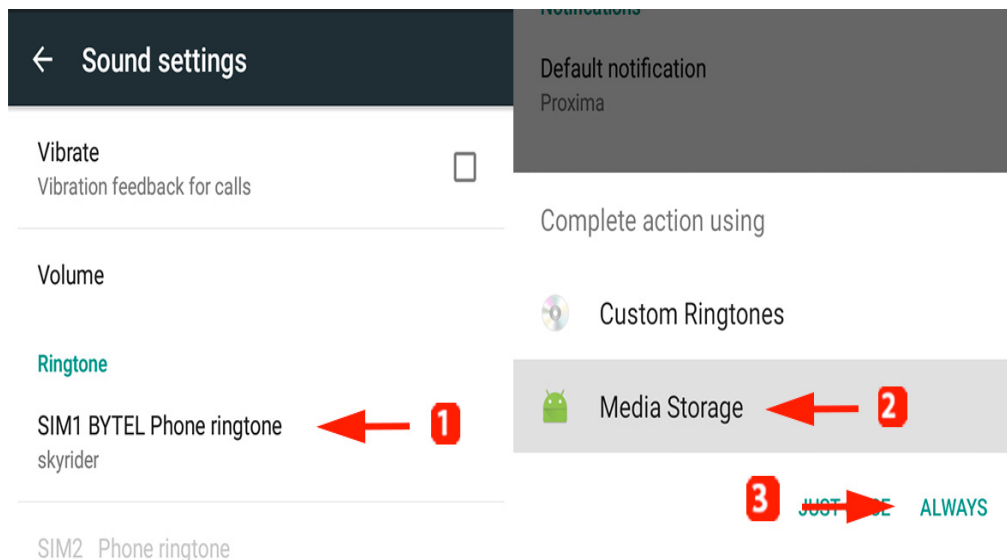 Sound settings
Vibrate
Vibration feedback for calls
Volume
Ringtone
SIM1 BYTEL Phone ringtone
skyrider
SIM2 Phone ringtone
1
Notifications
Default notification
Proxima
Complete action using
Custom Ringtones
Media Storage
2
3
ALWAYS